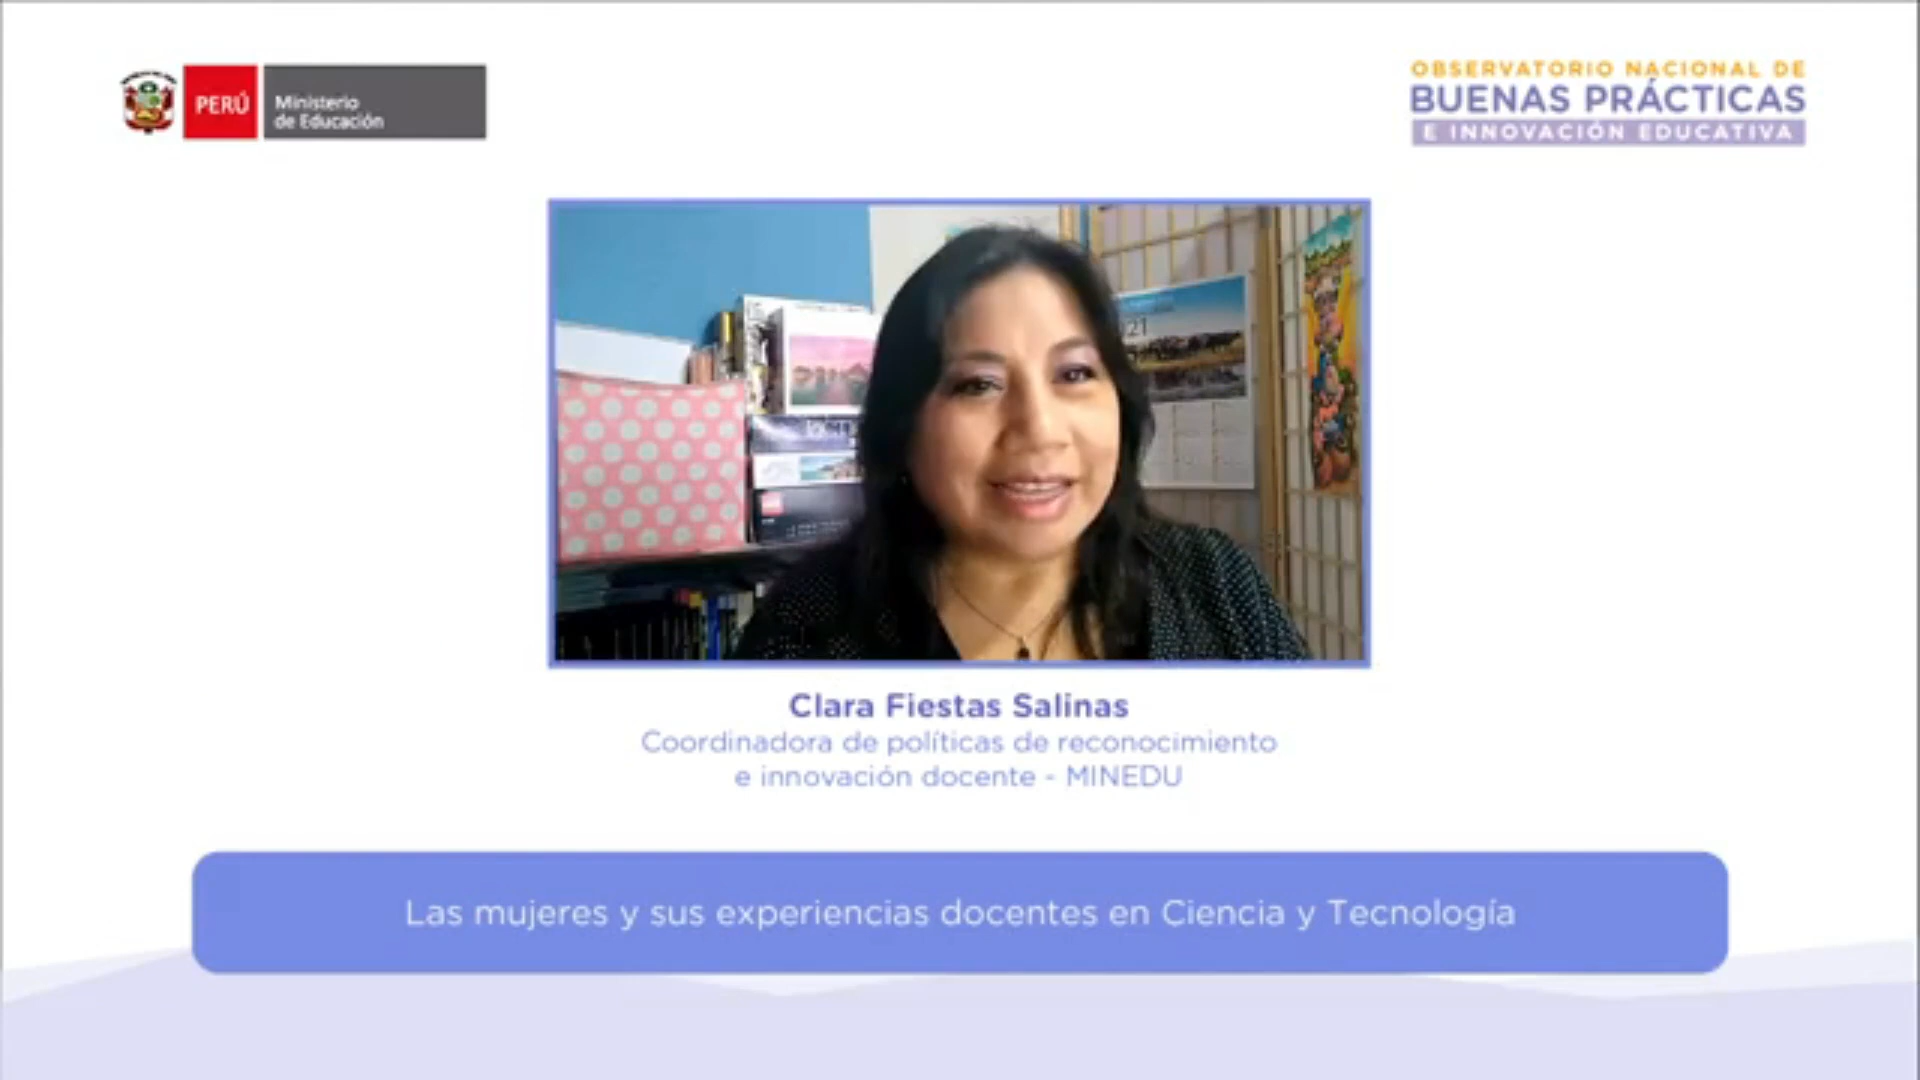 PERÚ
Ministerio
de Educación
OBSERVATORIO NACIONAL DE
BUENAS PRÁCTICAS
E INNOVACIÓN EDUCATIVA
Clara Fiestas Salinas
Coordinadora de políticas de reconocimiento
e innovación docente - MINEDU
Las mujeres y sus experiencias docentes en Ciencia y Tecnología